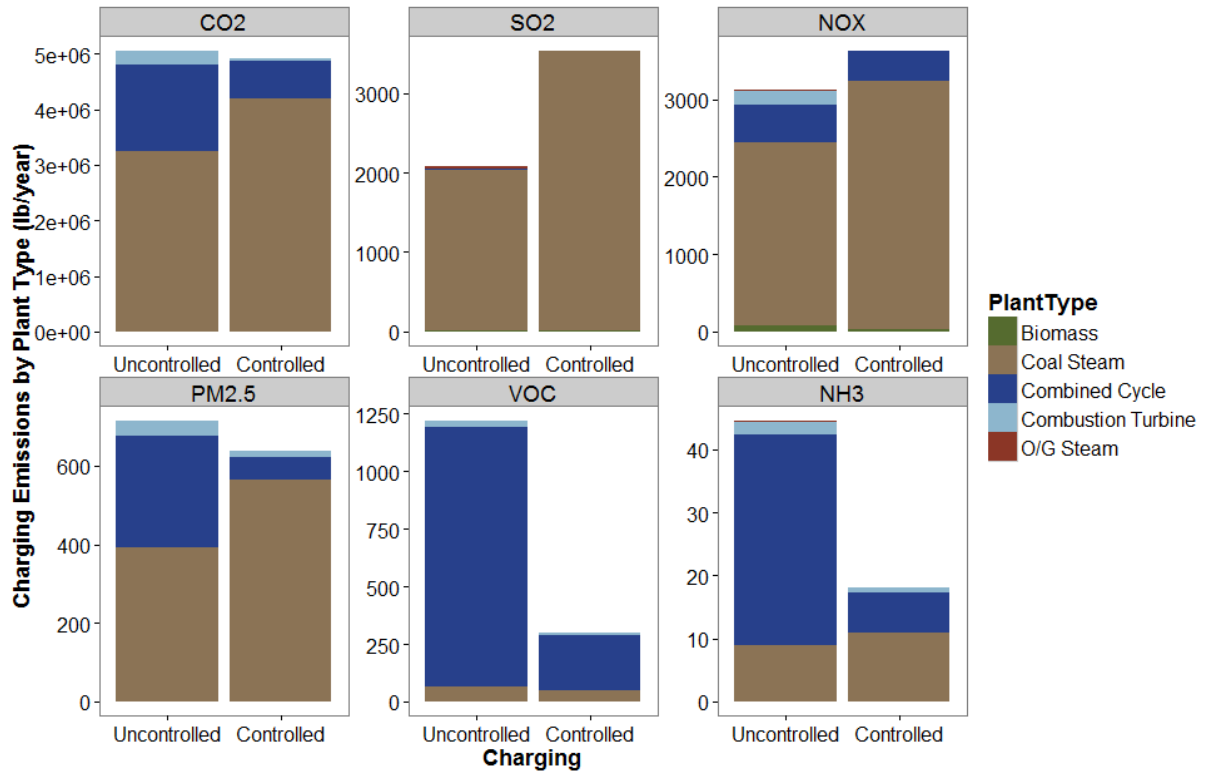 CO2
SO2
NOX
5e+06
4e+06
3e+06
2e+06
1e+06
0e+00
3000
2000
1000
0
3000
2000
1000
0
Uncontrolled Controlled
Uncontrolled Controlled
Uncontrolled Controlled
PM2.5
VOC
NH3
600
400
200
0
1250
1000
750
500
250
0
40
30
20
10
0
Uncontrolled Controlled
Uncontrolled Controlled
Uncontrolled Controlled
Charging
Charging Emissions by Plant Type (lb/year)
PlantType
Biomass
Coal Steam
Combined Cycle
Combustion Turbine
O/G Steam